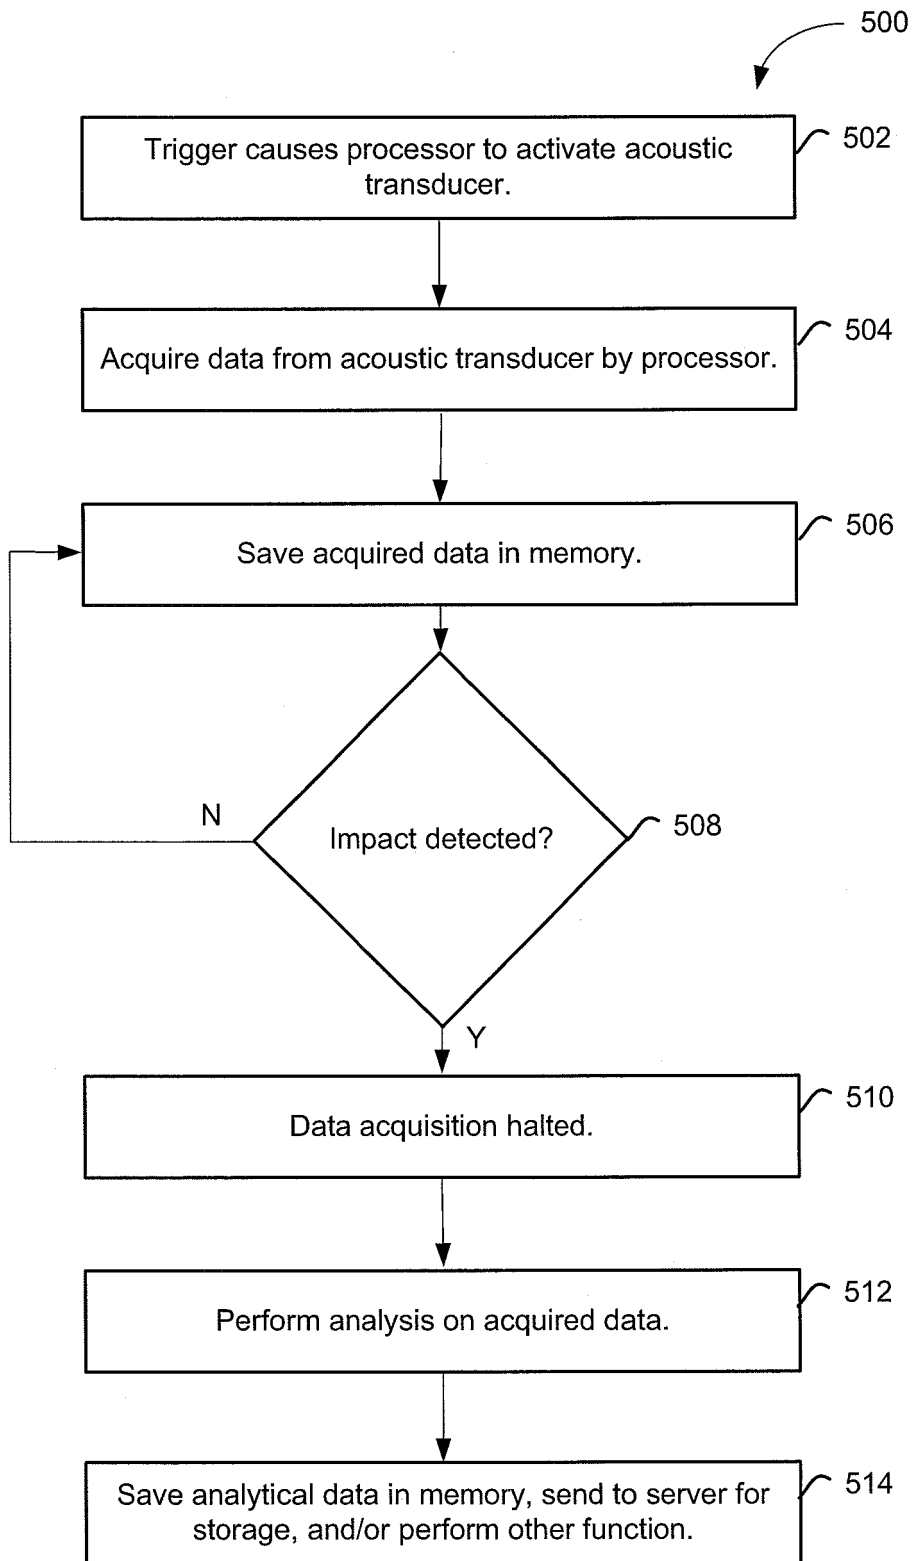 500
Trigger causes processor to activate acoustic
transducer.
502
Acquire data from acoustic transducer by processor.
504
Save acquired data in memory.
506
Impact detected?
508
N
Y
Data acquisition halted.
510
Perform analysis on acquired data.
512
Save analytical data in memory, send to server for
storage, and/or perform other function.
514